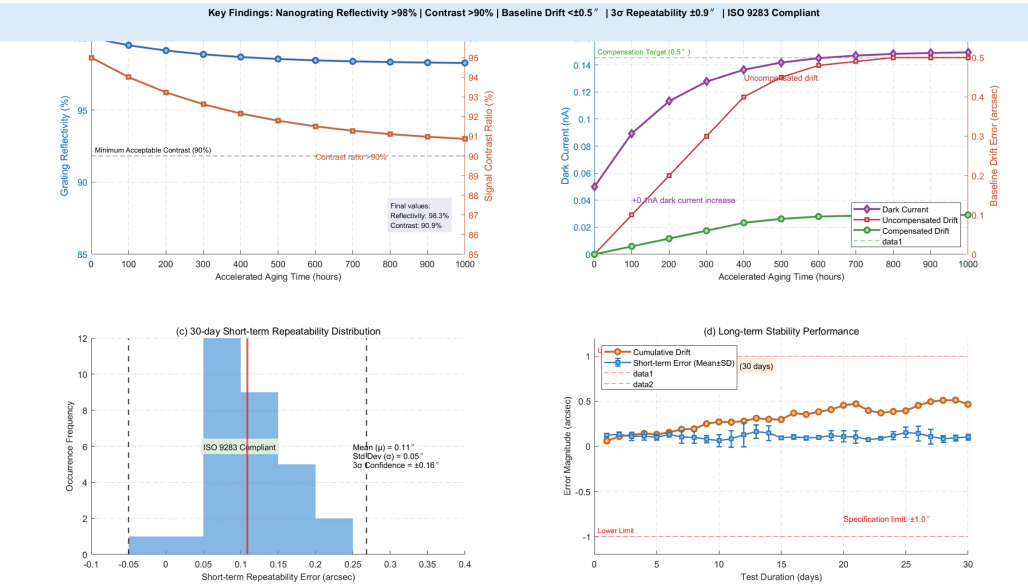 Key Findings: Nanograting Reflectivity >98% | Contrast >90% | Baseline Drift <±0.5″ | 3σ Repeatability ±0.9″ | ISO 9283 Compliant
95
90
85
Grating Reflectivity (%)
Minimum Acceptable Contrast (90%)
Contrast ratio >90%
Final values:
Reflectivity: 98.3%
Contrast: 90.9%
95
94
93
92
91
90
89
88
87
86
85
Signal Contrast Ratio (%)
0 100 200 300 400 500 600 700 800 900 1000
Accelerated Aging Time (hours)
0.14
0.12
0.1
0.08
0.06
0.04
0.02
0
Dark Current (nA)
Compensation Target (0.5″)
Uncompensated drift
Dark Current
Uncompensated Drift
Compensated Drift
data1
0.5
0.4
0.3
0.2
0.1
0
Baseline Drift Error (arcsec)
0 100 200 300 400 500 600 700 800 900 1000
Accelerated Aging Time (hours)
(c) 30-day Short-term Repeatability Distribution
12
10
8
6
4
2
0
Occurrence Frequency
ISO 9283 Compliant
Mean (μ) = 0.11″
Std Dev (σ) = 0.05″
3σ Confidence = ±0.16″
-0.1 -0.05 0 0.05 0.1 0.15 0.2 0.25 0.3 0.35 0.4
Short-term Repeatability Error (arcsec)
(d) Long-term Stability Performance
1
0.5
0
-0.5
-1
Error Magnitude (arcsec)
Cumulative Drift
Short-term Error (Mean±SD)
data1
data2
(30 days)
Specification limit: ±1.0″
Lower Limit
0 5 10 15 20 25 30
Test Duration (days)